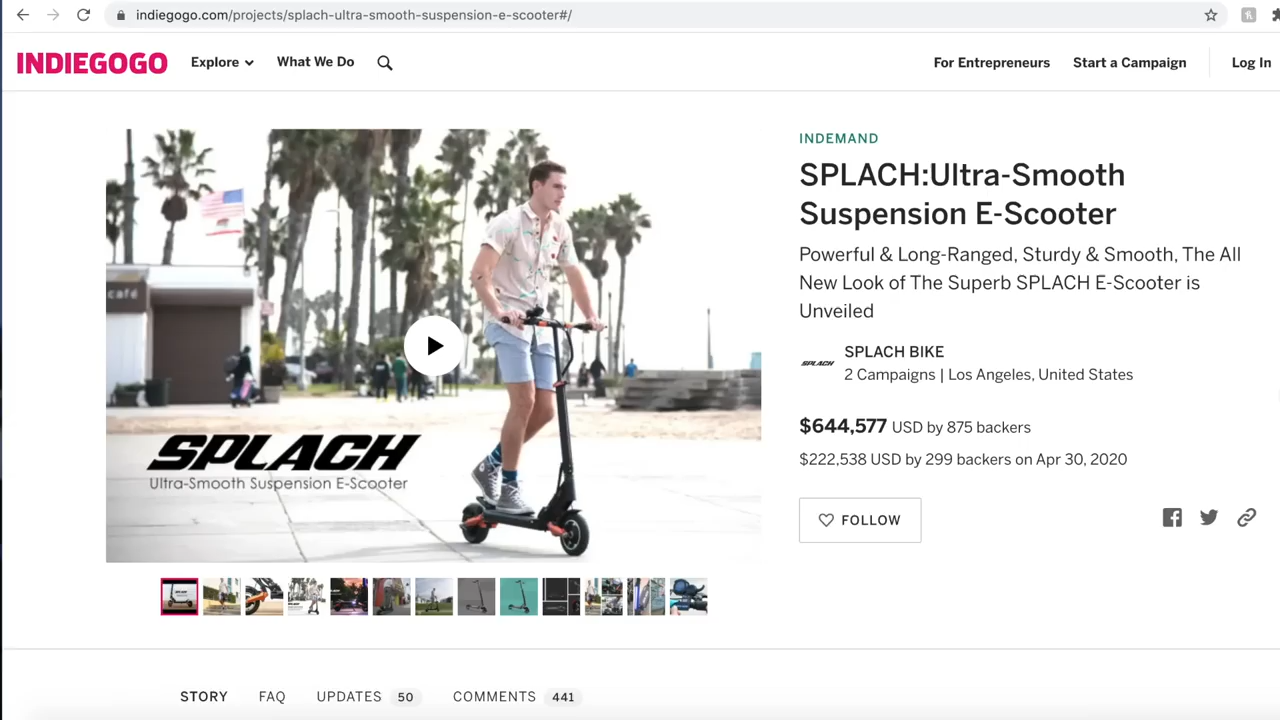 indiegogo.com/projects/splach-ultra-smooth-suspension-e-scooter#/
INDIEGOGO Explore What We Do For Entrepreneurs Start a Campaign Log In
café
SPLACH
Ultra-Smooth Suspension E-Scooter
INDEMAND
SPLACH:Ultra-Smooth
Suspension E-Scooter
Powerful & Long-Ranged, Sturdy & Smooth, The All
New Look of The Superb SPLACH E-Scooter is
Unveiled
SPLACH SPLACH BIKE
2 Campaigns | Los Angeles, United States
$644,577 USD by 875 backers
$222,538 USD by 299 backers on Apr 30, 2020
FOLLOW
STORY FAQ UPDATES 50 COMMENTS 441